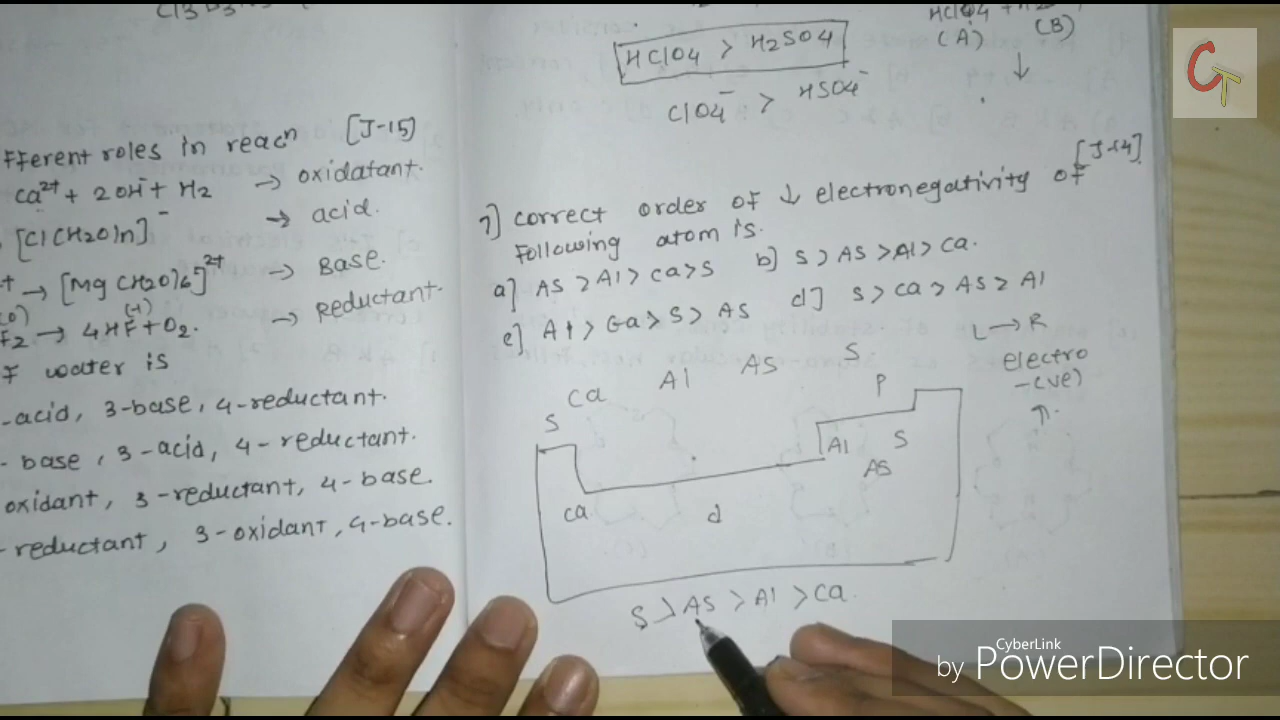 HClO4 > H2SO4
ClO4⁻ > HSO4⁻
(A) (B)
↓
CT
fferent roles in reacn [J-15]
Ca²⁺ + 2OH⁻ + H2 → oxidatant.
[Cl(H2O)n]⁻ → acid.
→ [Mg(H2O)6]²⁺ → Base.
F2 → 4HF + O2. → Reductant.
(-1)
f water is
-acid, 3-base, 4-reductant.
- base, 3-acid, 4-reductant.
oxidant, 3-reductant, 4-base.
-reductant, 3-oxidant, 4-base.
7] correct order of ↓ electronegativity of [J-14]
following atom is.
a] As > Al > Ca > S b] S > As > Al > Ca.
c] Al > Ca > S > As d] S > Ca > As > Al
Ca Al As S
L → R
electro
-(ve)
↑.
S P
Al S
As
Ca d
S > As > Al > Ca.
CyberLink
by PowerDirector